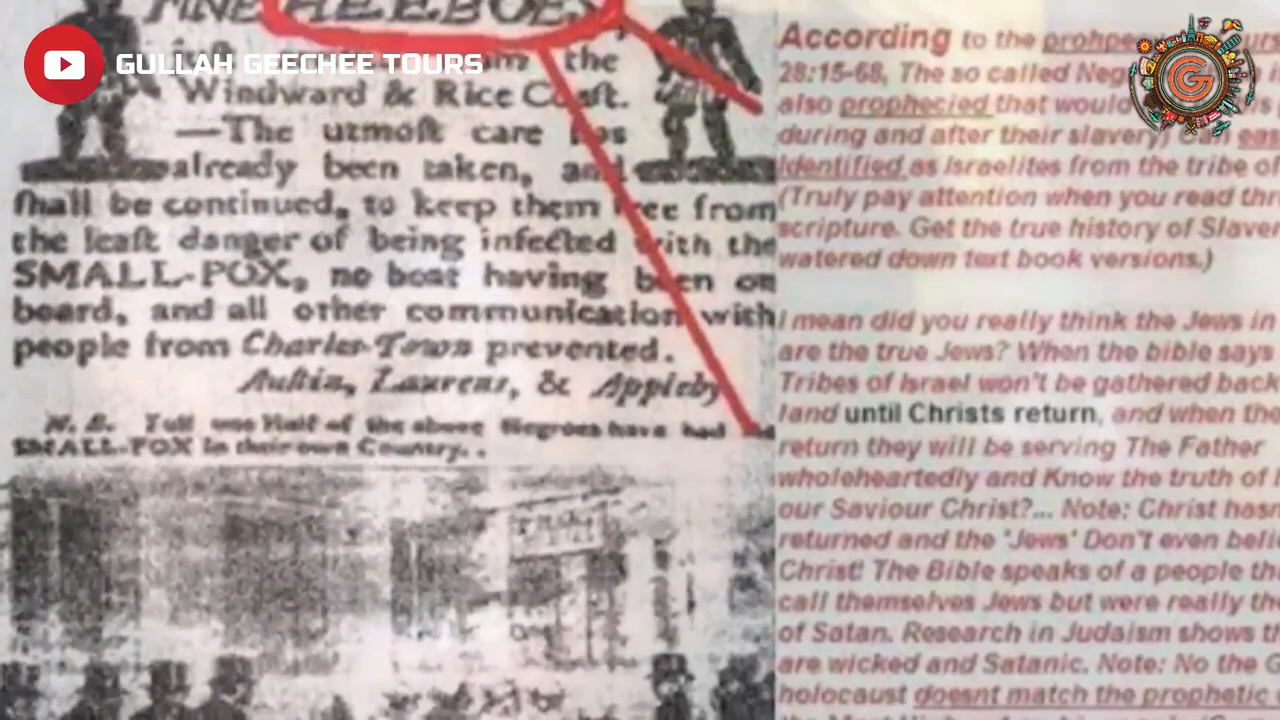 GULLAH GEECHEE TOURS
FINE HEEBOES,
the
Windward & Rice Coaſt.
—The utmoſt care has
already been taken, and
ſhall be continued, to keep them free from
the leaſt danger of being infected with the
SMALL-POX, no boat having been on
board, and all other communication with
people from Charles-Town prevented.
Auſtin, Laurens, & Appleby
N. B. Full one Half of the above Negroes have had
SMALL-POX in their own Country.
According to the
28:15-68, The so called
also prophecied that would
during and after their slavery) Can
Identified as Israelites from the tribe of
(Truly pay attention when you read
scripture. Get the true history of
watered down text book versions.)
I mean did you really think the Jews in
are the true Jews? When the bible says
Tribes of Israel won't be gathered back
land until Christs return, and when
return they will be serving The Father
wholeheartedly and Know the truth of
our Saviour Christ?... Note: Christ
returned and the 'Jews' Don't even
Christ! The Bible speaks of a people
call themselves Jews but were really
of Satan. Research in Judaism shows
are wicked and Satanic. Note: No the
holocaust doesnt match the prophetic